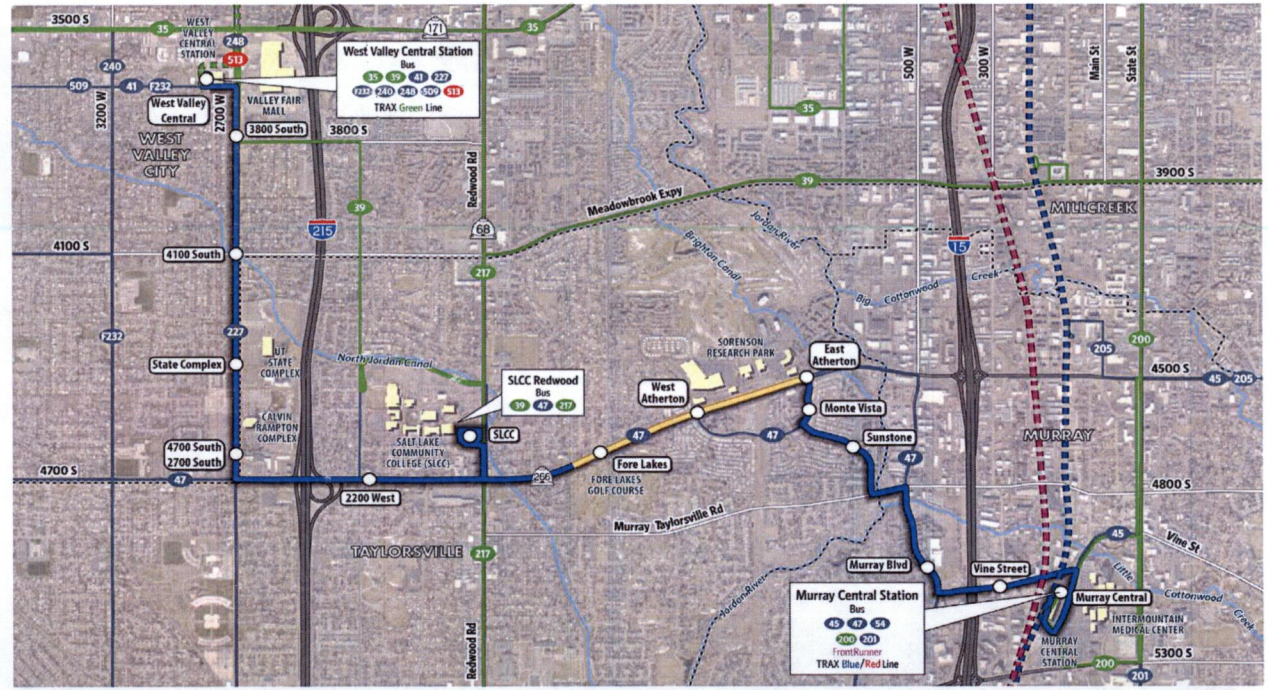 3500 S
35
WEST
VALLEY
CENTRAL
STATION
248
513
171
35
West Valley Central Station
Bus
35 39 41 227
F232 240 248 509 513
TRAX Green Line
240
509
41
F232
3200 W
2700 W
West Valley
Central
VALLEY FAIR
MALL
500 W
300 W
Main St
State St
35
WEST
VALLEY
CITY
3800 South
3800 S
Redwood Rd
39
Meadowbrook Expy
39
3900 S
MILLCREEK
215
68
Jordan River
Brighton Canal
15
4100 S
4100 South
217
Big Cottonwood Creek
F232
227
State Complex
UT
STATE
COMPLEX
North Jordan Canal
SORENSON
RESEARCH PARK
East
Atherton
205
200
4500 S
45
205
SLCC Redwood
Bus
39 47 217
West
Atherton
Monte Vista
CALVIN
RAMPTON
COMPLEX
SALT LAKE
COMMUNITY
COLLEGE (SLCC)
SLCC
47
47
Sunstone
MURRAY
4700 South
2700 South
47
4700 S
47
2200 West
266
Fore Lakes
FORE LAKES
GOLF COURSE
4800 S
Murray Taylorsville Rd
TAYLORSVILLE
217
45
Vine St
Murray Blvd
Vine Street
Little Cottonwood Creek
Jordan River
Murray Central Station
Bus
45 47 54
200 201
FrontRunner
TRAX Blue/Red Line
Murray Central
INTERMOUNTAIN
MEDICAL CENTER
MURRAY
CENTRAL
STATION
Redwood Rd
200
5300 S
201